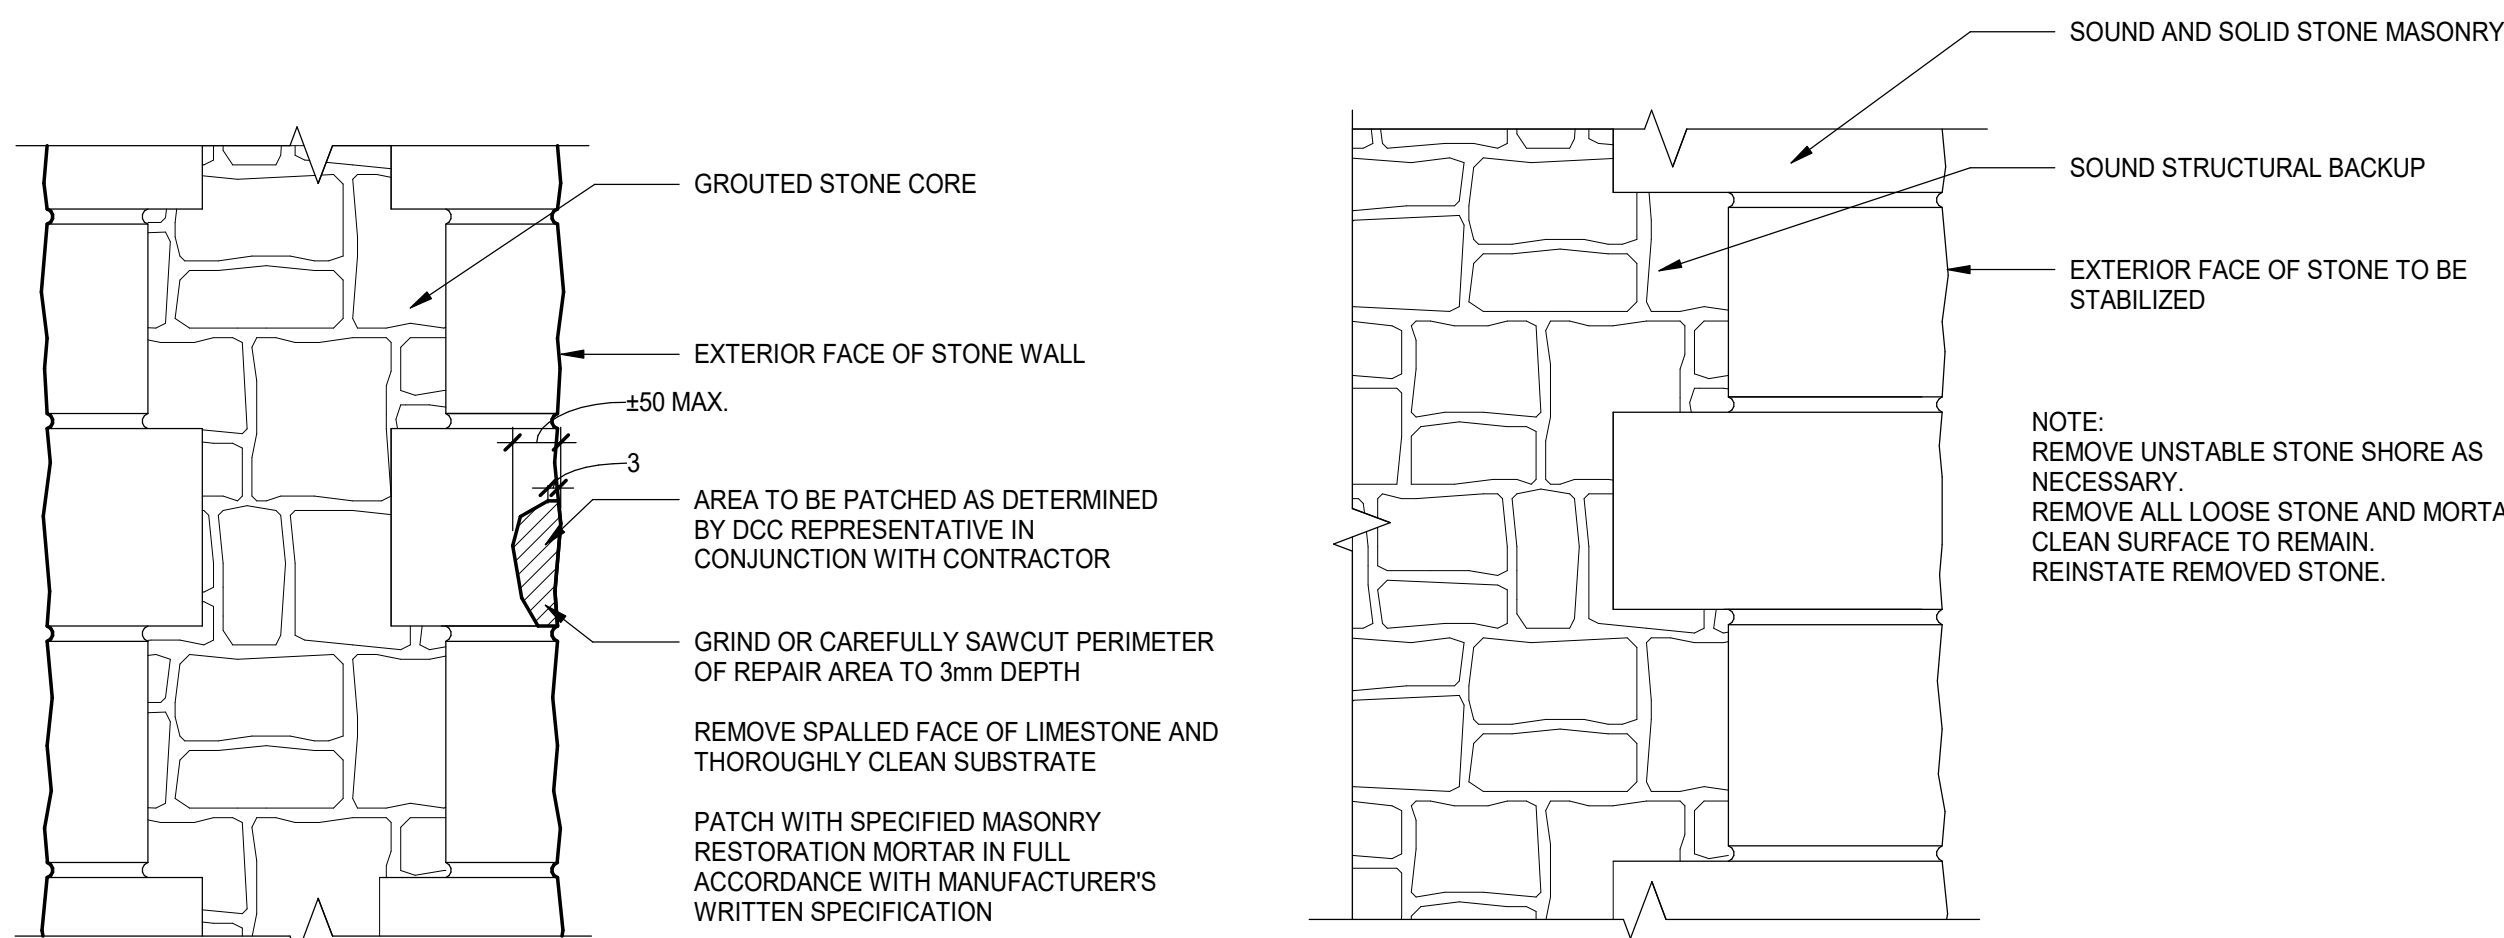 GROUTED STONE CORE
EXTERIOR FACE OF STONE WALL
±50 MAX.
3
AREA TO BE PATCHED AS DETERMINED
BY DCC REPRESENTATIVE IN
CONJUNCTION WITH CONTRACTOR
GRIND OR CAREFULLY SAWCUT PERIMETER
OF REPAIR AREA TO 3mm DEPTH
REMOVE SPALLED FACE OF LIMESTONE AND
THOROUGHLY CLEAN SUBSTRATE
PATCH WITH SPECIFIED MASONRY
RESTORATION MORTAR IN FULL
ACCORDANCE WITH MANUFACTURER'S
WRITTEN SPECIFICATION
SOUND AND SOLID STONE MASONRY
SOUND STRUCTURAL BACKUP
EXTERIOR FACE OF STONE TO BE
STABILIZED
NOTE:
REMOVE UNSTABLE STONE SHORE AS
NECESSARY.
REMOVE ALL LOOSE STONE AND MORTA
CLEAN SURFACE TO REMAIN.
REINSTATE REMOVED STONE.